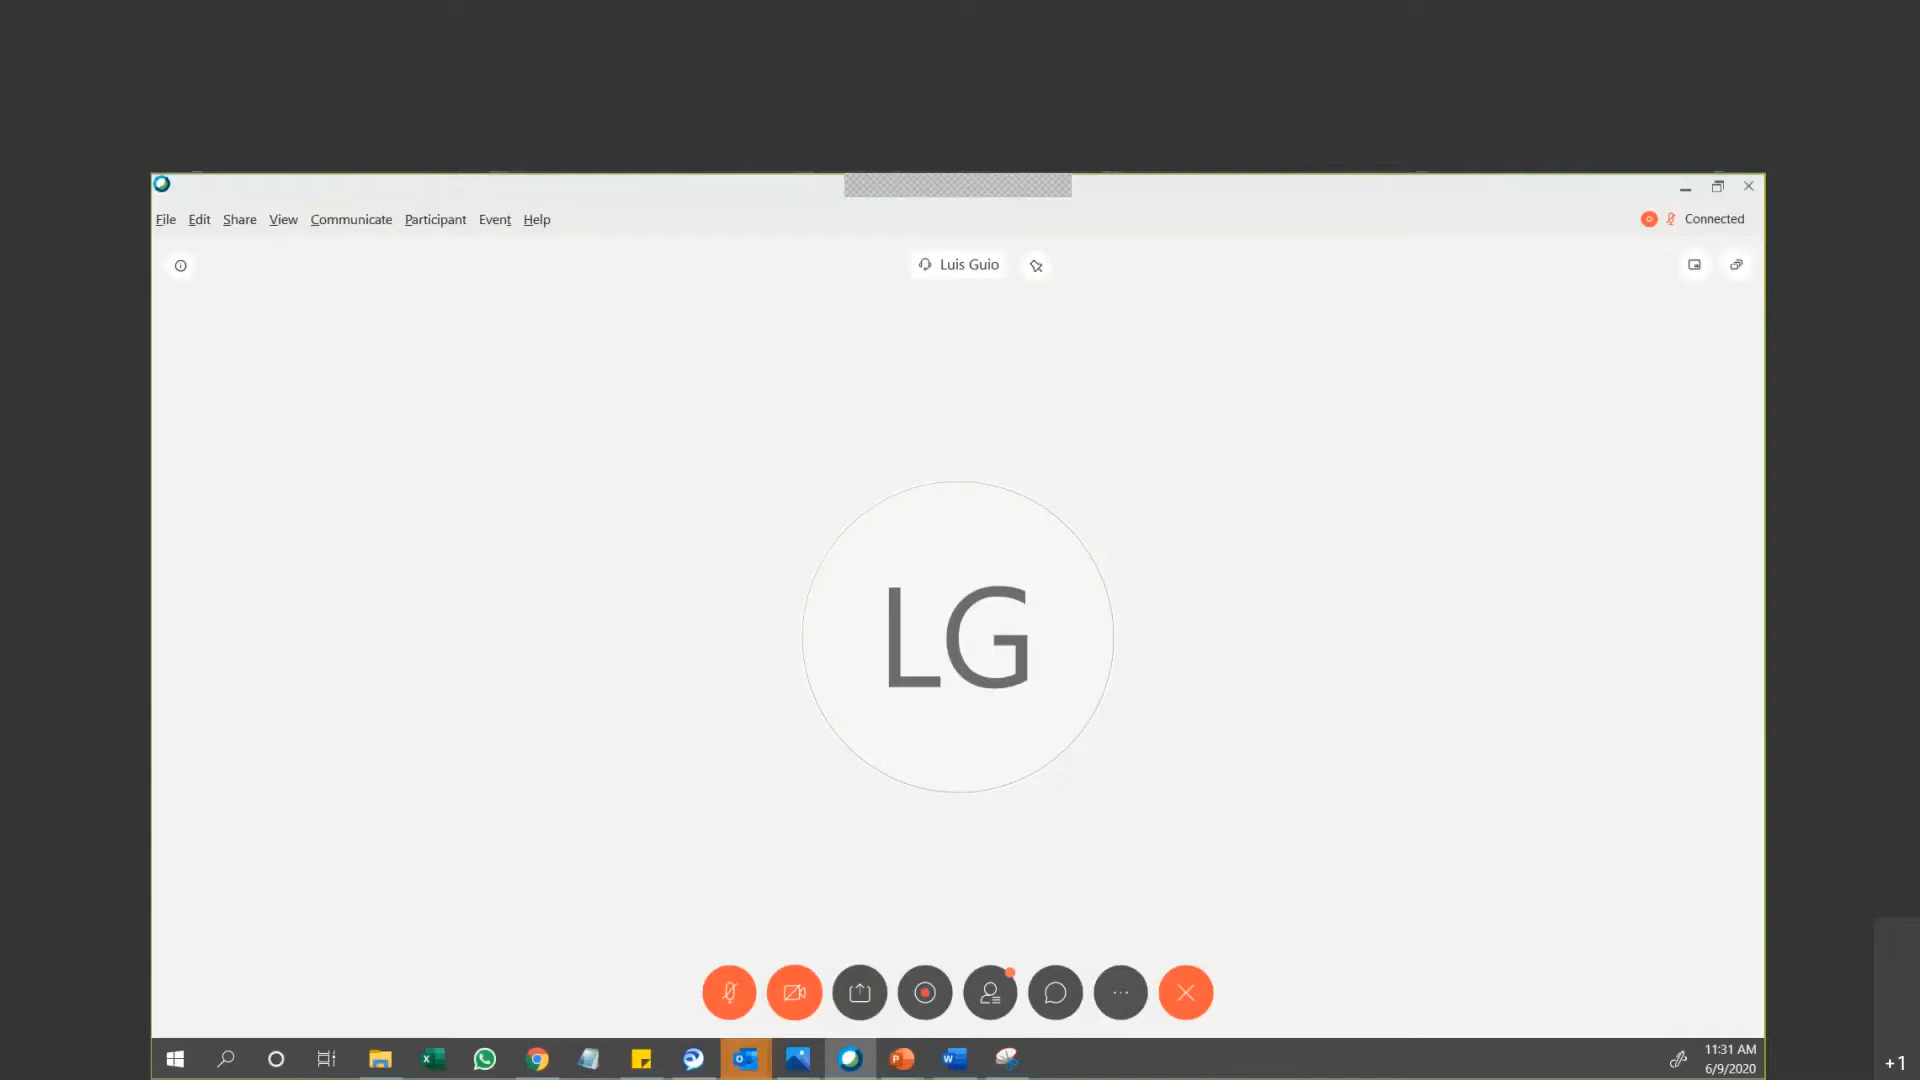 File Edit Share View Communicate Participant Event Help
Connected
Luis Guio
LG
11:31 AM
6/9/2020
+1